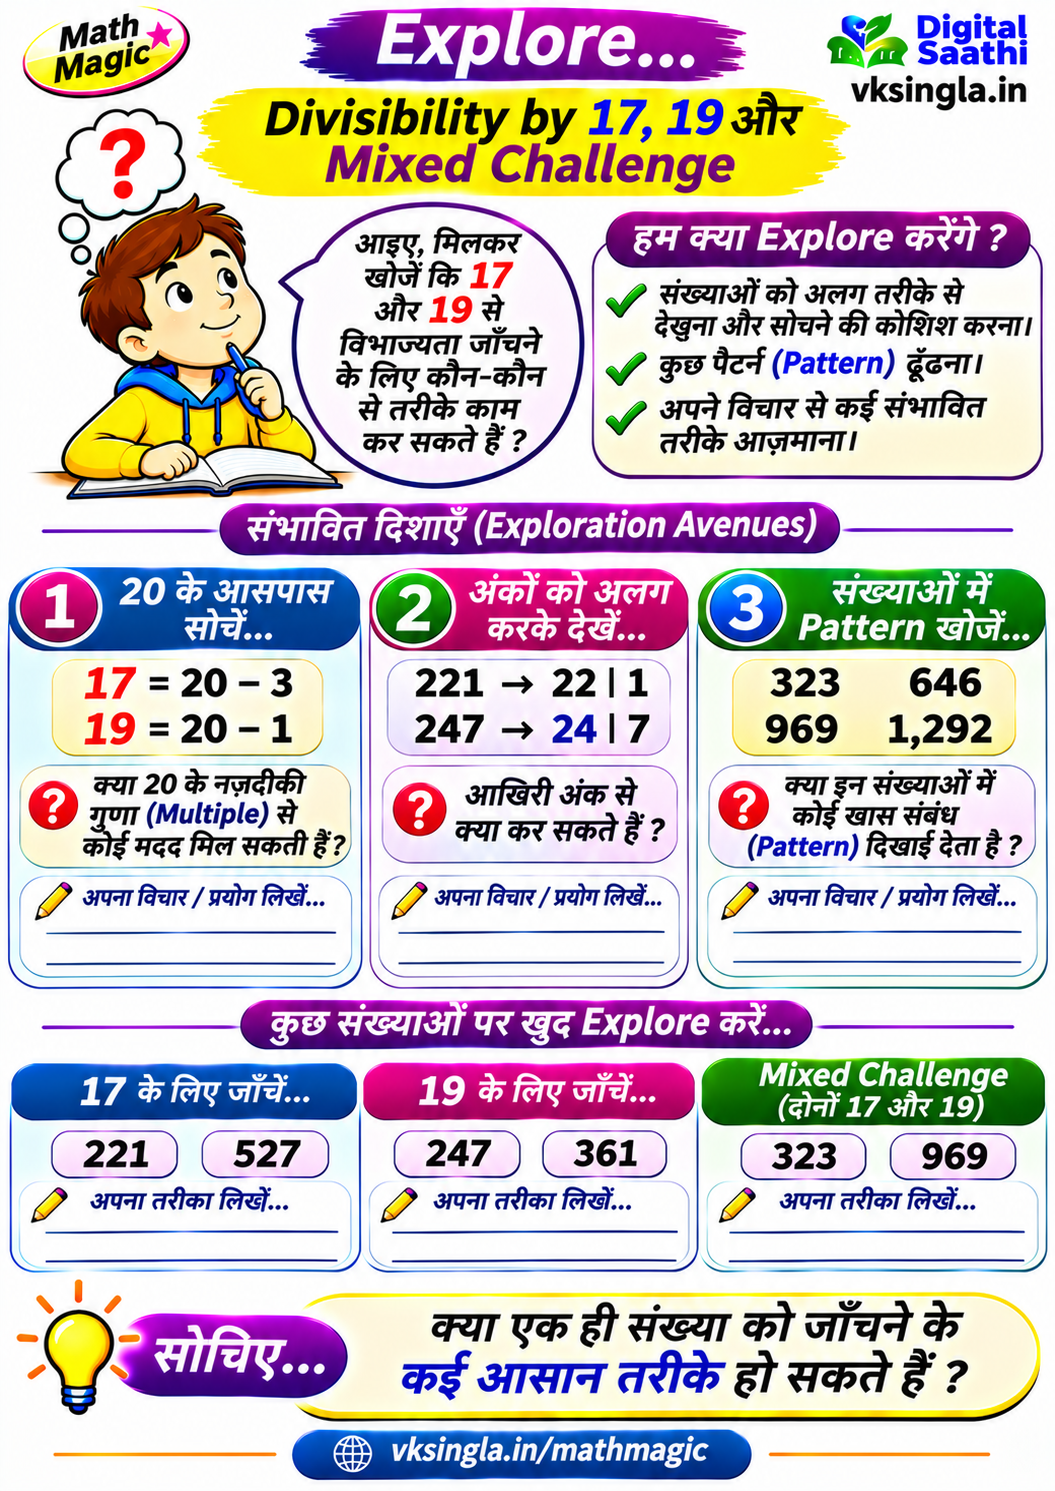 Math
Magic
Explore...
Digital
Saathi
vksingla.in
Divisibility by 17, 19 और
Mixed Challenge
?
आइए, मिलकर
खोजें कि 17
और 19 से
विभाज्यता जाँचने
के लिए कौन-कौन
से तरीके काम
कर सकते हैं ?
हम क्या Explore करेंगे ?
संख्याओं को अलग तरीके से
देखुना और सोचने की कोशिश करना।
कुछ पैटर्न (Pattern) ढूँढना।
अपने विचार से कई संभावित
तरीके आज़माना।
संभावित दिशाएँ (Exploration Avenues)
1 20 के आसपास
सोचें...
17 = 20 − 3
19 = 20 − 1
? क्या 20 के नज़दीकी
गुणा (Multiple) से
कोई मदद मिल सकती हैं?
अपना विचार / प्रयोग लिखें...
2 अंकों को अलग
करके देखें...
221 → 22 | 1
247 → 24 | 7
? आखिरी अंक से
क्या कर सकते हैं ?
अपना विचार / प्रयोग लिखें...
3 संख्याओं में
Pattern खोजें...
323 646
969 1,292
? क्या इन संख्याओं में
कोई खास संबंध
(Pattern) दिखाई देता है ?
अपना विचार / प्रयोग लिखें...
कुछ संख्याओं पर खुद Explore करें...
17 के लिए जाँचें...
221 527
अपना तरीका लिखें...
19 के लिए जाँचें...
247 361
अपना तरीका लिखें...
Mixed Challenge
(दोनों 17 और 19)
323 969
अपना तरीका लिखें...
सोचिए...
क्या एक ही संख्या को जाँचने के
कई आसान तरीके हो सकते हैं ?
vksingla.in/mathmagic